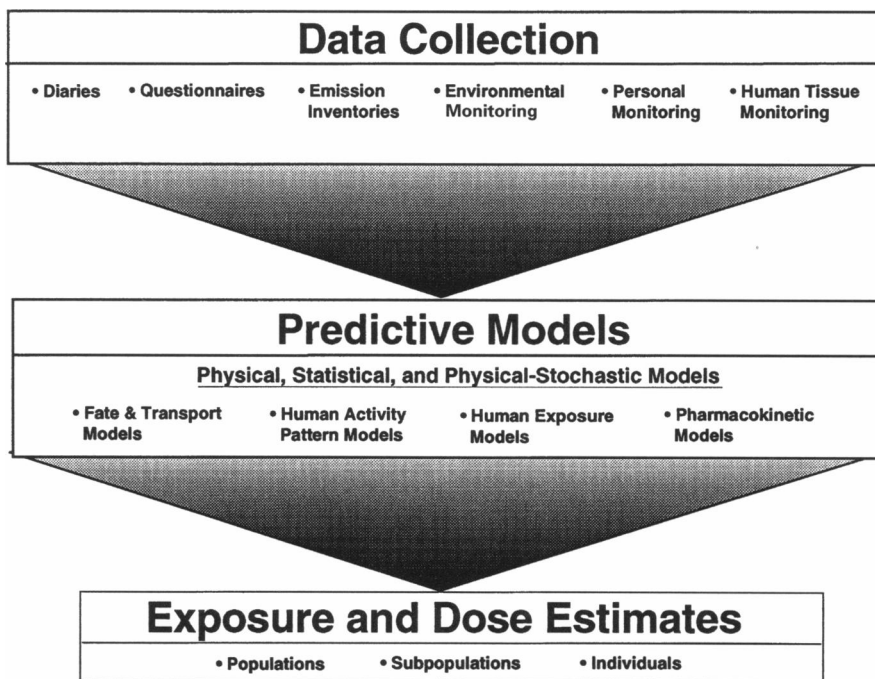 Data Collection
• Diaries • Questionnaires • Emission • Environmental • Personal • Human Tissue
Inventories Monitoring Monitoring Monitoring
Predictive Models
Physical, Statistical, and Physical-Stochastic Models
• Fate & Transport • Human Activity • Human Exposure • Pharmacokinetic
Models Pattern Models Models Models
Exposure and Dose Estimates
• Populations • Subpopulations • Individuals